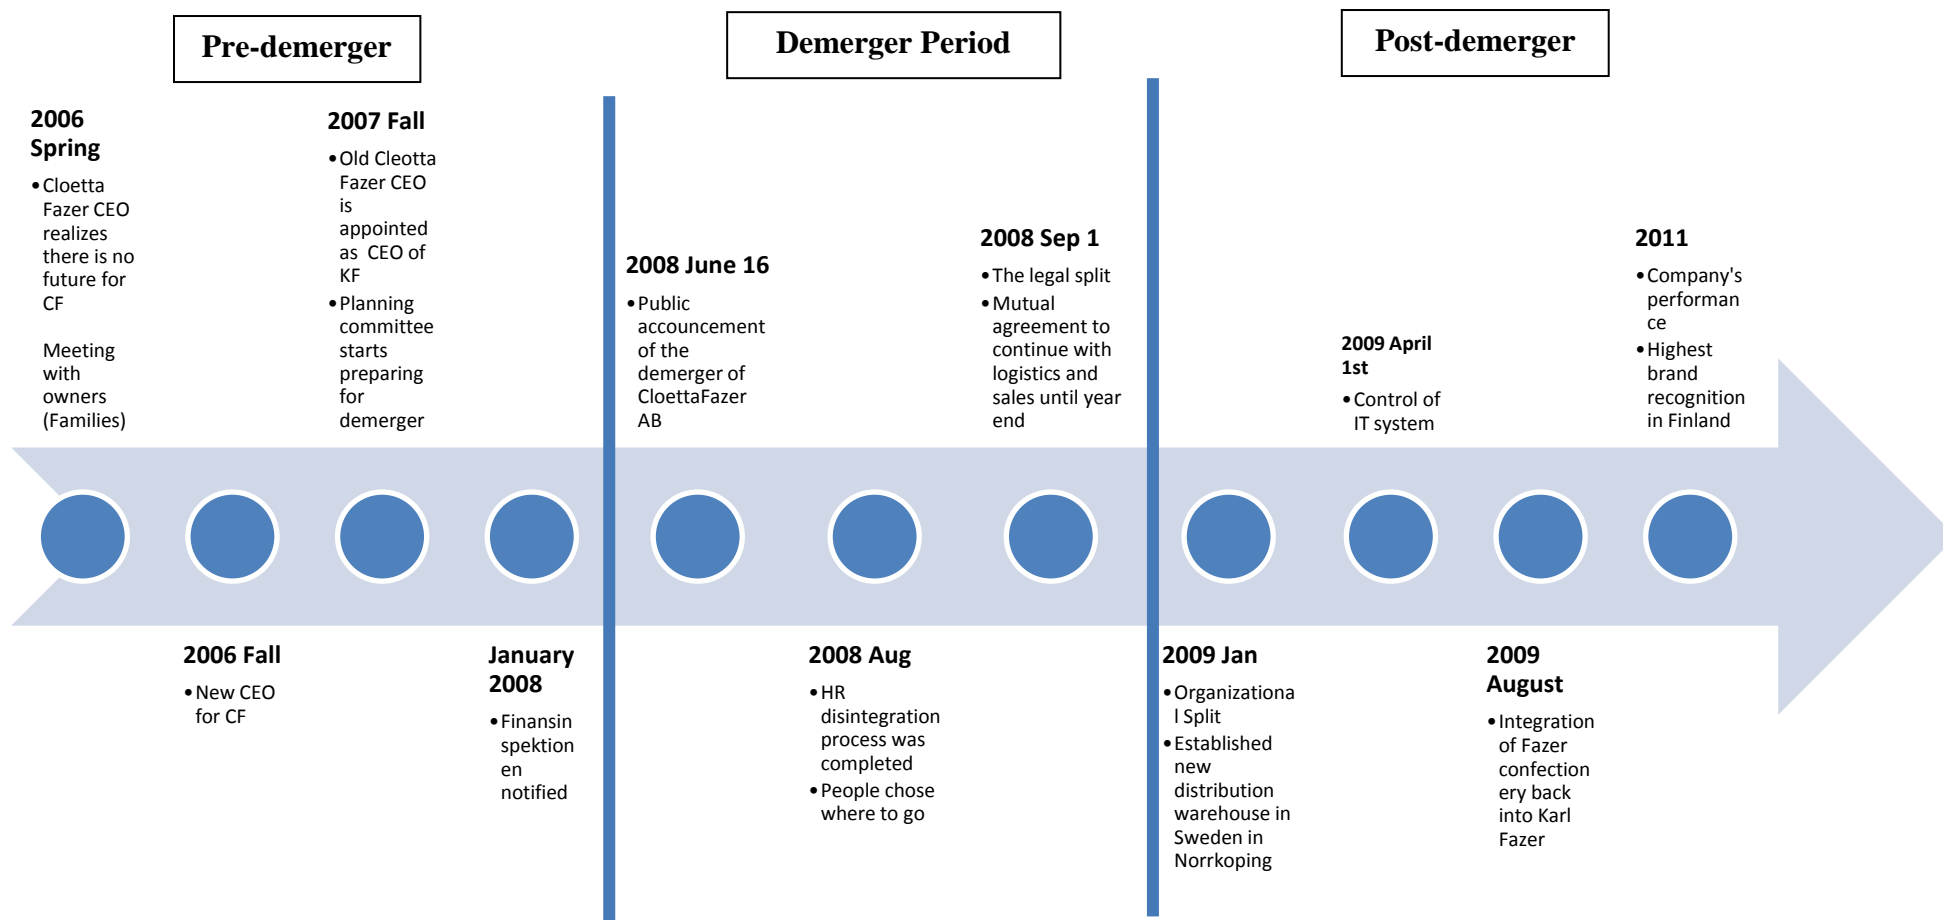 Pre-demerger
Demerger Period
Post-demerger
2006
Spring
•Cloetta
Fazer CEO
realizes
there is no
future for
CF
Meeting
with
owners
(Families)
2007 Fall
•Old Cleotta
Fazer CEO
is
appointed
as CEO of
KF
•Planning
committee
starts
preparing
for
demerger
2008 June 16
•Public
accouncement
of the
demerger of
CloettaFazer
AB
2008 Sep 1
•The legal split
•Mutual
agreement to
continue with
logistics and
sales until year
end
2009 April
1st
•Control of
IT system
2011
•Company's
performan
ce
•Highest
brand
recognition
in Finland
2006 Fall
•New CEO
for CF
January
2008
•Finansin
spektion
en
notified
2008 Aug
•HR
disintegration
process was
completed
•People chose
where to go
2009 Jan
•Organizationa
l Split
•Established
new
distribution
warehouse in
Sweden in
Norrkoping
2009
August
•Integration
of Fazer
confection
ery back
into Karl
Fazer